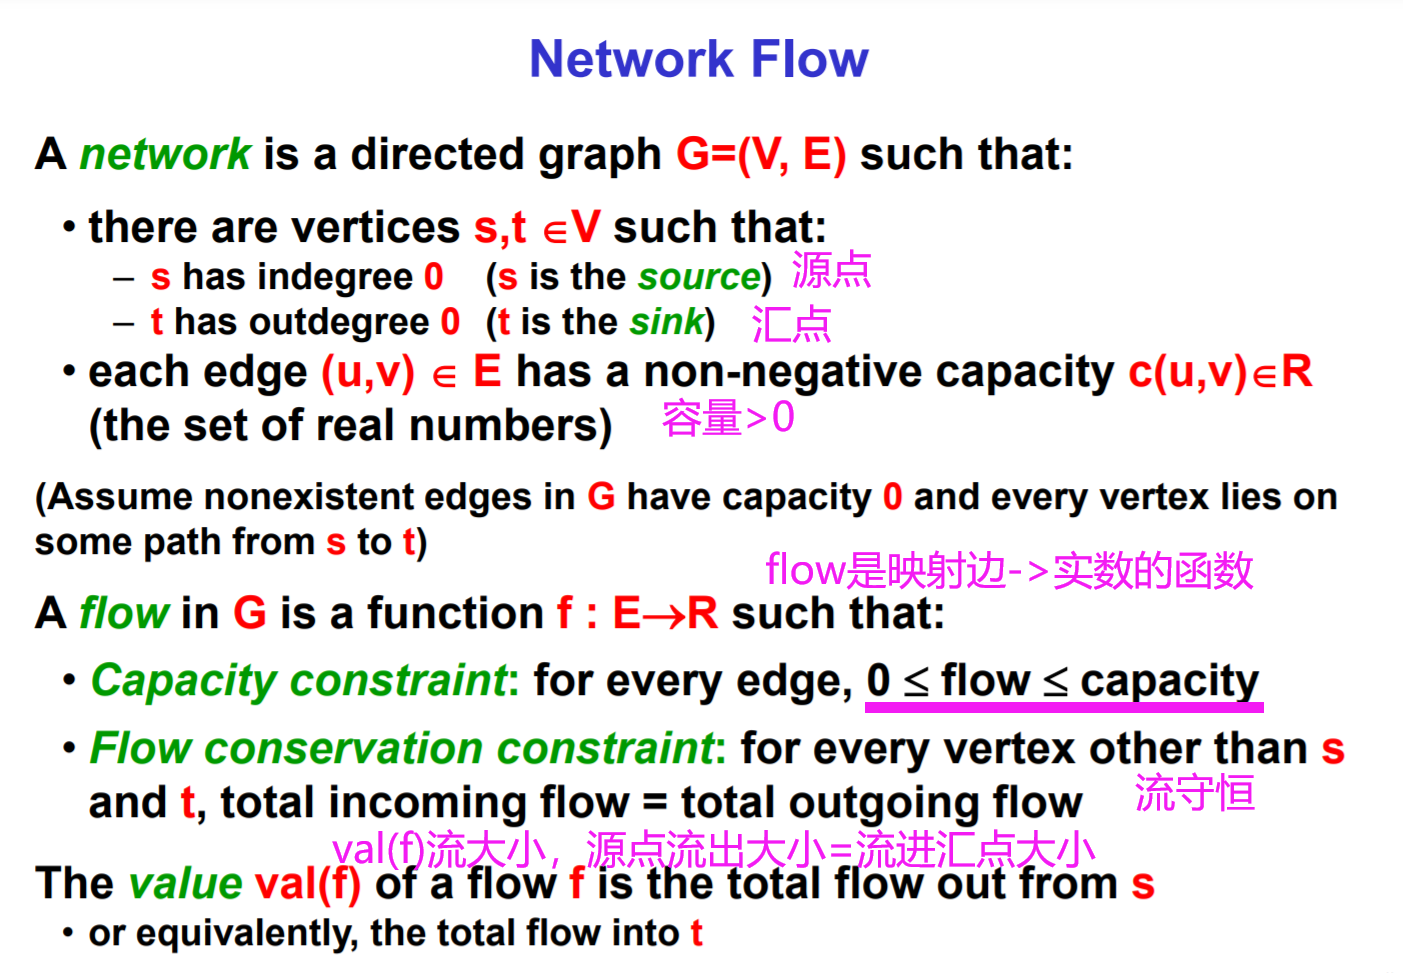 Network Flow
A network is a directed graph G=(V, E) such that:
• there are vertices s,t ∈V such that:
– s has indegree 0 (s is the source) 源点
– t has outdegree 0 (t is the sink) 汇点
• each edge (u,v) ∈ E has a non-negative capacity c(u,v)∈R
(the set of real numbers) 容量>0
(Assume nonexistent edges in G have capacity 0 and every vertex lies on
some path from s to t)
flow是映射边->实数的函数
A flow in G is a function f : E→R such that:
• Capacity constraint: for every edge, 0 ≤ flow ≤ capacity
• Flow conservation constraint: for every vertex other than s
and t, total incoming flow = total outgoing flow 流守恒
val(f)流大小，源点流出大小=流进汇点大小
The value val(f) of a flow f is the total flow out from s
• or equivalently, the total flow into t